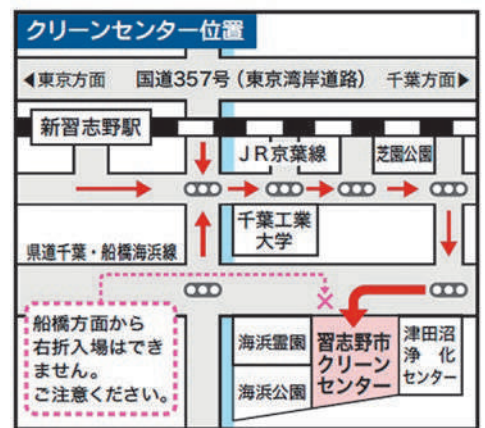 クリーンセンター位置
◀東京方面 国道357号（東京湾岸道路） 千葉方面▶
新習志野駅
JR京葉線
芝園公園
千葉工業
大学
県道千葉・船橋海浜線
船橋方面から
右折入場はでき
ません。
ご注意ください。
海浜霊園
海浜公園
習志野市
クリーン
センター
津田沼
浄化
センター